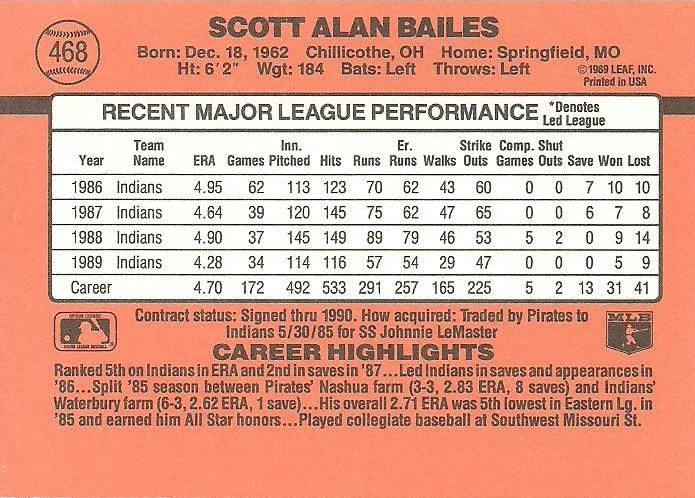 468
SCOTT ALAN BAILES
Born: Dec. 18, 1962 Chillicothe, OH Home: Springfield, MO
Ht: 6'2" Wgt: 184 Bats: Left Throws: Left
©1989 LEAF, INC.
Printed in USA
RECENT MAJOR LEAGUE PERFORMANCE *Denotes Led League
Year Team Name ERA Games Inn. Pitched Hits Runs Er. Runs Walks Strike Outs Comp. Games Shut Outs Save Won Lost
1986 Indians 4.95 62 113 123 70 62 43 60 0 0 7 10 10
1987 Indians 4.64 39 120 145 75 62 47 65 0 0 6 7 8
1988 Indians 4.90 37 145 149 89 79 46 53 5 2 0 9 14
1989 Indians 4.28 34 114 116 57 54 29 47 0 0 0 5 9
Career 4.70 172 492 533 291 257 165 225 5 2 13 31 41
Contract status: Signed thru 1990. How acquired: Traded by Pirates to
Indians 5/30/85 for SS Johnnie LeMaster
MLB
CAREER HIGHLIGHTS
Ranked 5th on Indians in ERA and 2nd in saves in '87...Led Indians in saves and appearances in
'86...Split '85 season between Pirates' Nashua farm (3-3, 2.83 ERA, 8 saves) and Indians'
Waterbury farm (6-3, 2.62 ERA, 1 save)...His overall 2.71 ERA was 5th lowest in Eastern Lg. in
'85 and earned him All Star honors...Played collegiate baseball at Southwest Missouri St.